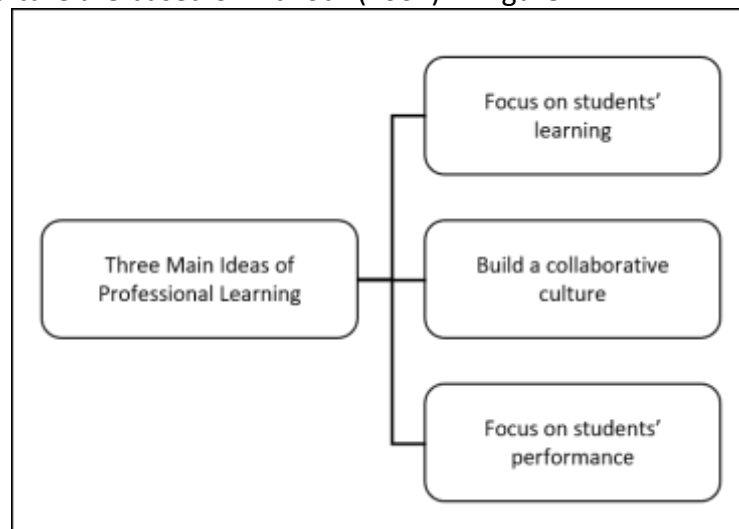 Focus on students'
learning
Three Main Ideas of
Professional Learning
Build a collaborative
culture
Focus on students'
performance